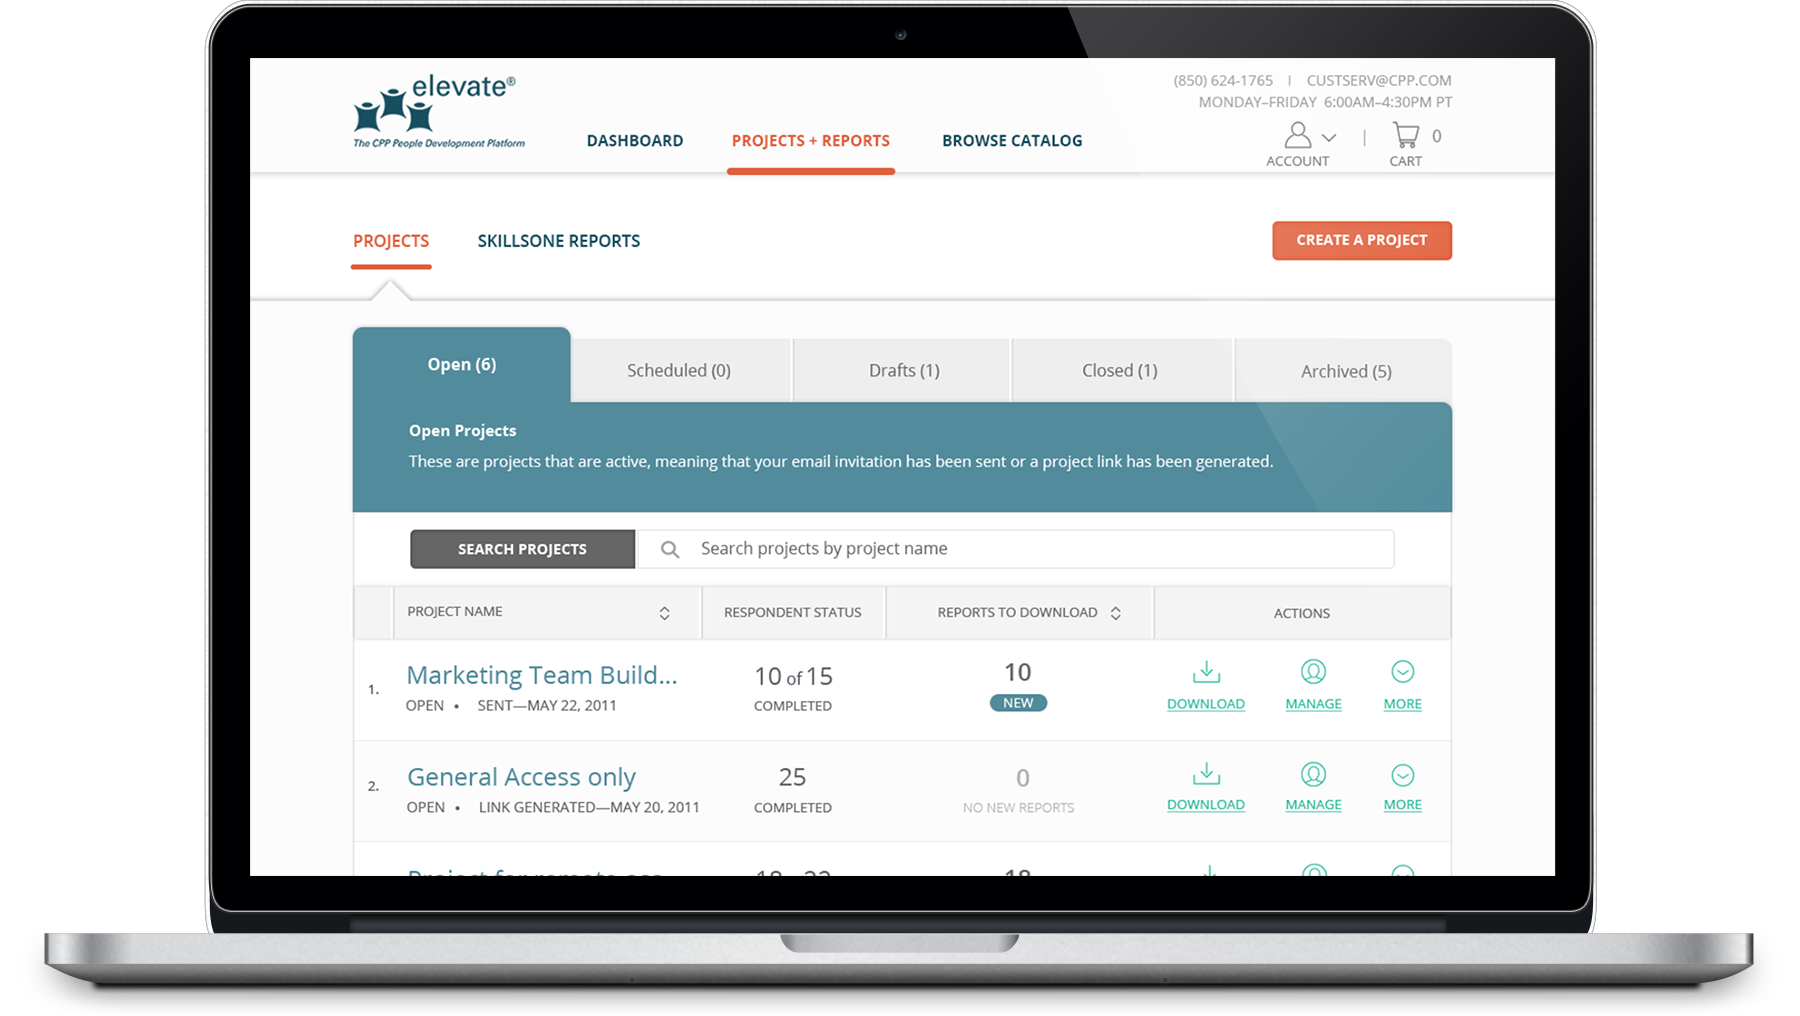 elevate®
The CPP People Development Platform
(850) 624-1765 | CUSTSERV@CPP.COM
MONDAY–FRIDAY 6:00AM–4:30PM PT
DASHBOARD
PROJECTS + REPORTS
BROWSE CATALOG
ACCOUNT
|
0
CART
PROJECTS
SKILLSONE REPORTS
CREATE A PROJECT
Open (6)
Scheduled (0)
Drafts (1)
Closed (1)
Archived (5)
Open Projects
These are projects that are active, meaning that your email invitation has been sent or a project link has been generated.
SEARCH PROJECTS
Search projects by project name
PROJECT NAME
RESPONDENT STATUS
REPORTS TO DOWNLOAD
ACTIONS
1.
Marketing Team Build...
OPEN • SENT—MAY 22, 2011
10 of 15
COMPLETED
10
NEW
DOWNLOAD
MANAGE
MORE
2.
General Access only
OPEN • LINK GENERATED—MAY 20, 2011
25
COMPLETED
0
NO NEW REPORTS
DOWNLOAD
MANAGE
MORE
Project for remote
18